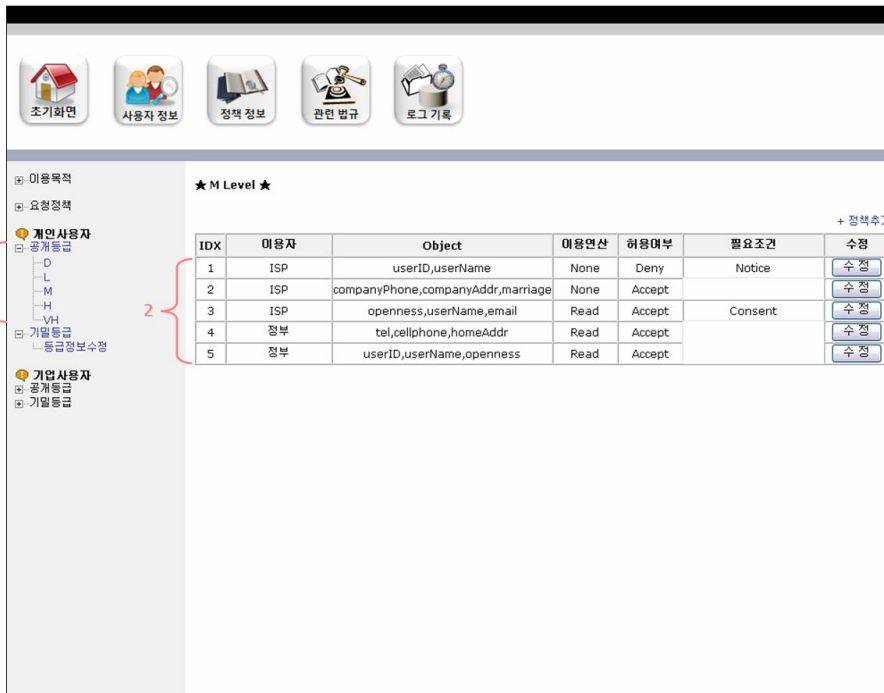 초기화면
사용자 정보
정책 정보
관련 법규
로그 기록
이용목적
요청정책
개인사용자
공개등급
D
L
M
H
VH
기밀등급
등급정보수정
기업사용자
공개등급
기밀등급
★ M Level ★
+ 정책추가
IDX 이용자 Object 이용연산 허용여부 필요조건 수정
1 ISP userID,userName None Deny Notice 수 정
2 ISP companyPhone,companyAddr,marriage None Accept 수 정
3 ISP openness,userName,email Read Accept Consent 수 정
4 정부 tel,cellphone,homeAddr Read Accept 수 정
5 정부 userID,userName,openness Read Accept 수 정
2